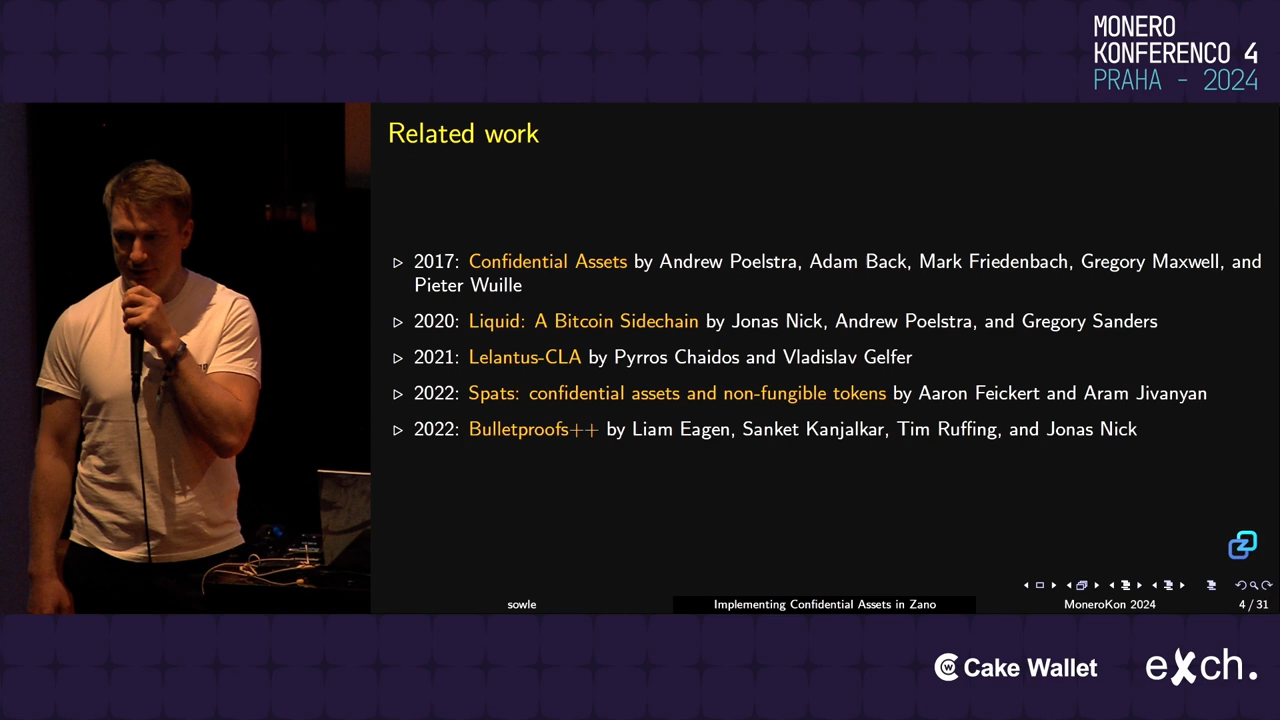 MONERO
KONFERENCO 4
PRAHA - 2024
Related work
2017: Confidential Assets by Andrew Poelstra, Adam Back, Mark Friedenbach, Gregory Maxwell, and
Pieter Wuille
2020: Liquid: A Bitcoin Sidechain by Jonas Nick, Andrew Poelstra, and Gregory Sanders
2021: Lelantus-CLA by Pyrros Chaidos and Vladislav Gelfer
2022: Spats: confidential assets and non-fungible tokens by Aaron Feickert and Aram Jivanyan
2022: Bulletproofs++ by Liam Eagen, Sanket Kanjalkar, Tim Ruffing, and Jonas Nick
sowle Implementing Confidential Assets in Zano MoneroKon 2024 4 / 31
Cake Wallet
eXch.